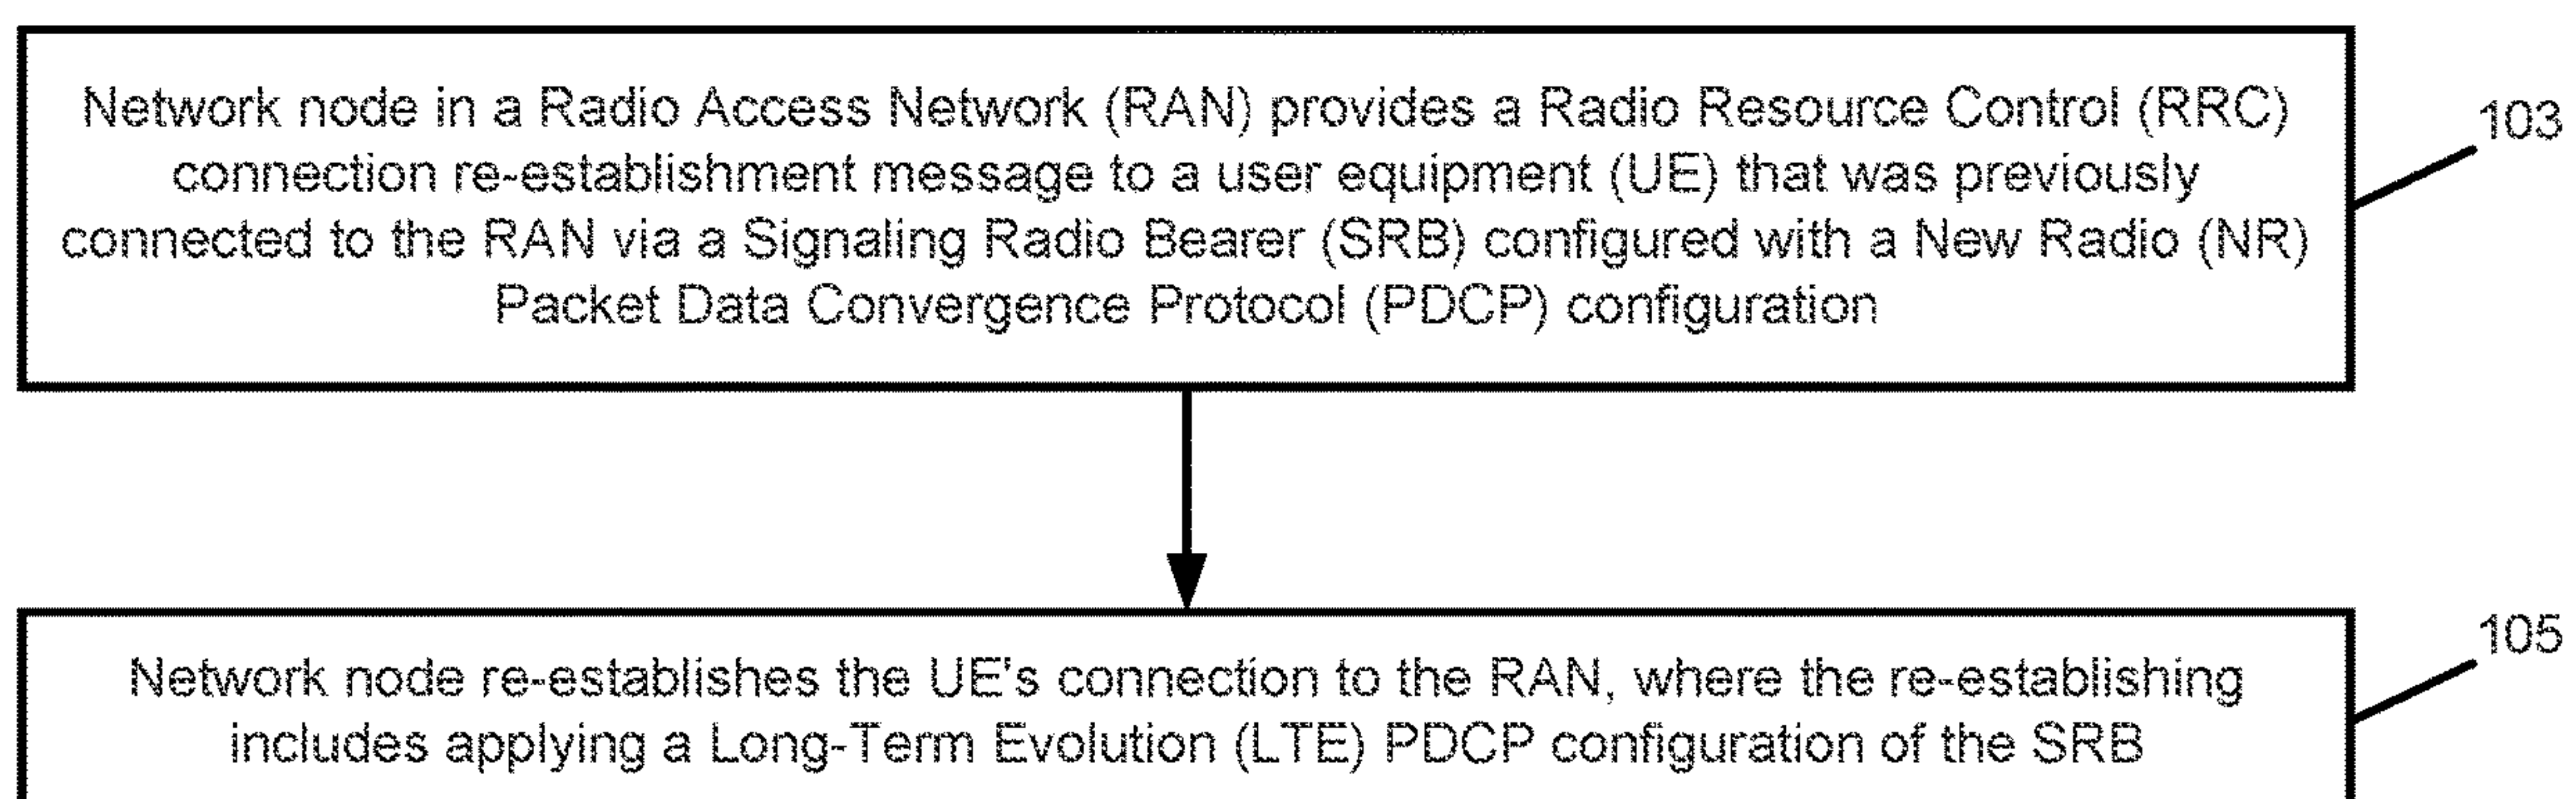 Network node in a Radio Access Network (RAN) provides a Radio Resource Control (RRC)
connection re-establishment message to a user equipment (UE) that was previously
connected to the RAN via a Signaling Radio Bearer (SRB) configured with a New Radio (NR)
Packet Data Convergence Protocol (PDCP) configuration
103
Network node re-establishes the UE's connection to the RAN, where the re-establishing
includes applying a Long-Term Evolution (LTE) PDCP configuration of the SRB
105